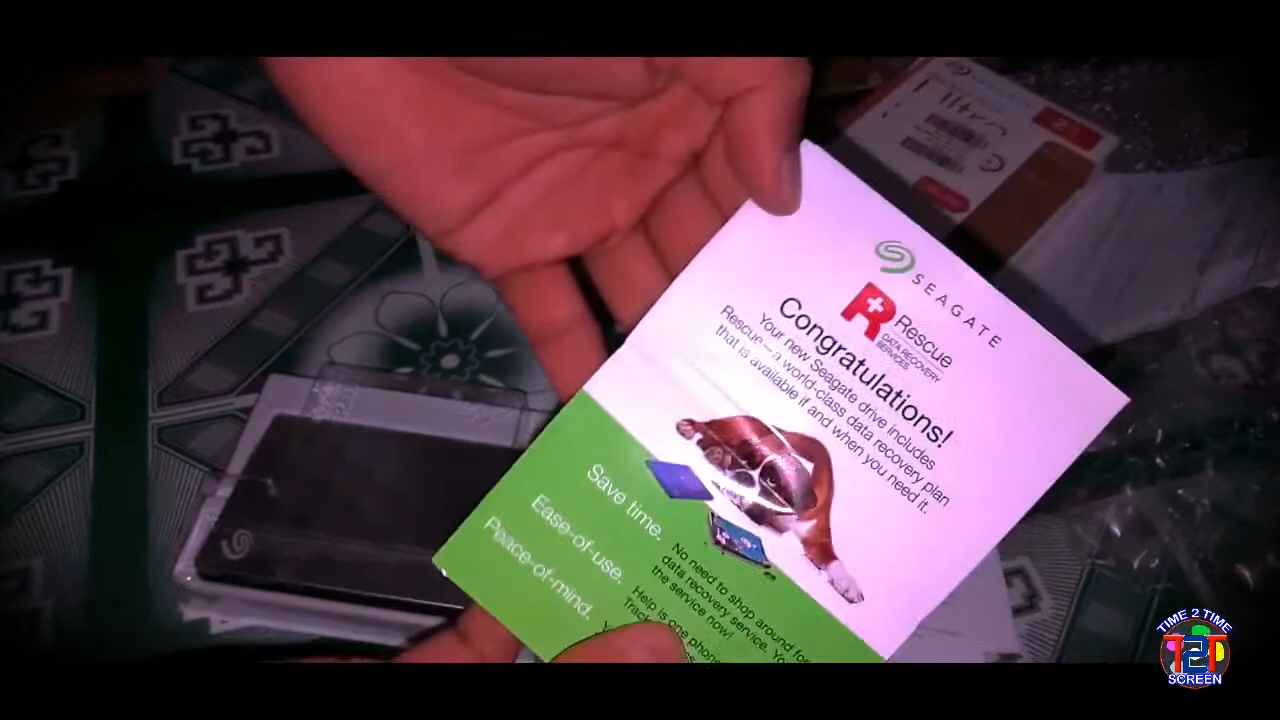 SEAGATE
Rescue
DATA RECOVERY
SERVICES
Congratulations!
Your new Seagate drive includes
Rescue—a world-class data recovery plan
that is available if and when you need it.
Save time.
Ease-of-use.
Peace-of-mind.
No need to shop around for
data recovery service.
the service now!
Help is one phone
TIME 2 TIME
T2T
SCREEN